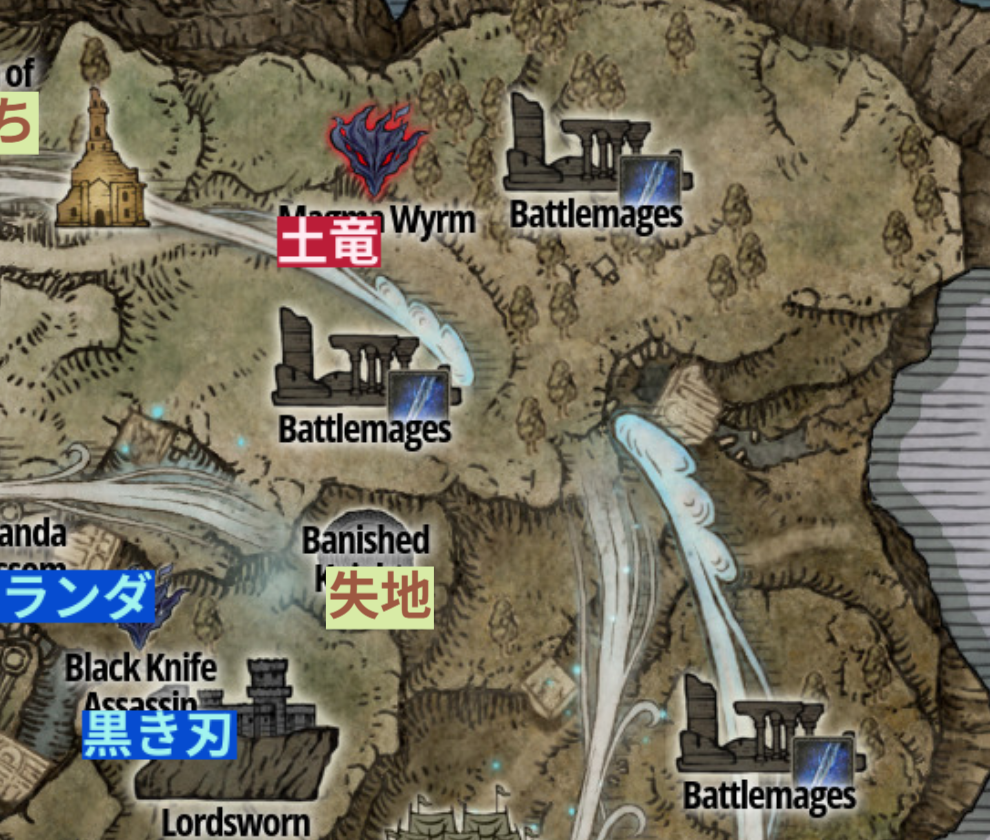 of
ち
Magma Wyrm
土竜
Battlemages
Battlemages
anda
ランダ
Banished
失地
Black Knife
Assassin
黒き刃
Lordsworn
Battlemages